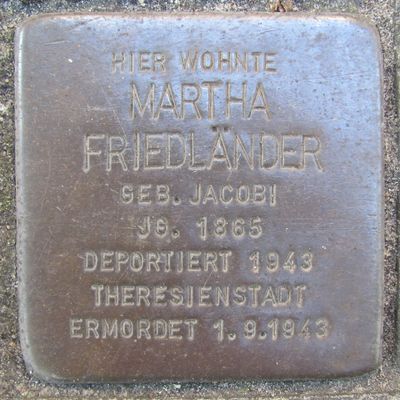 HIER WOHNTE
MARTHA
FRIEDLÄNDER
GEB. JACOBI
JG. 1865
DEPORTIERT 1943
THERESIENSTADT
ERMORDET 1.9.1943